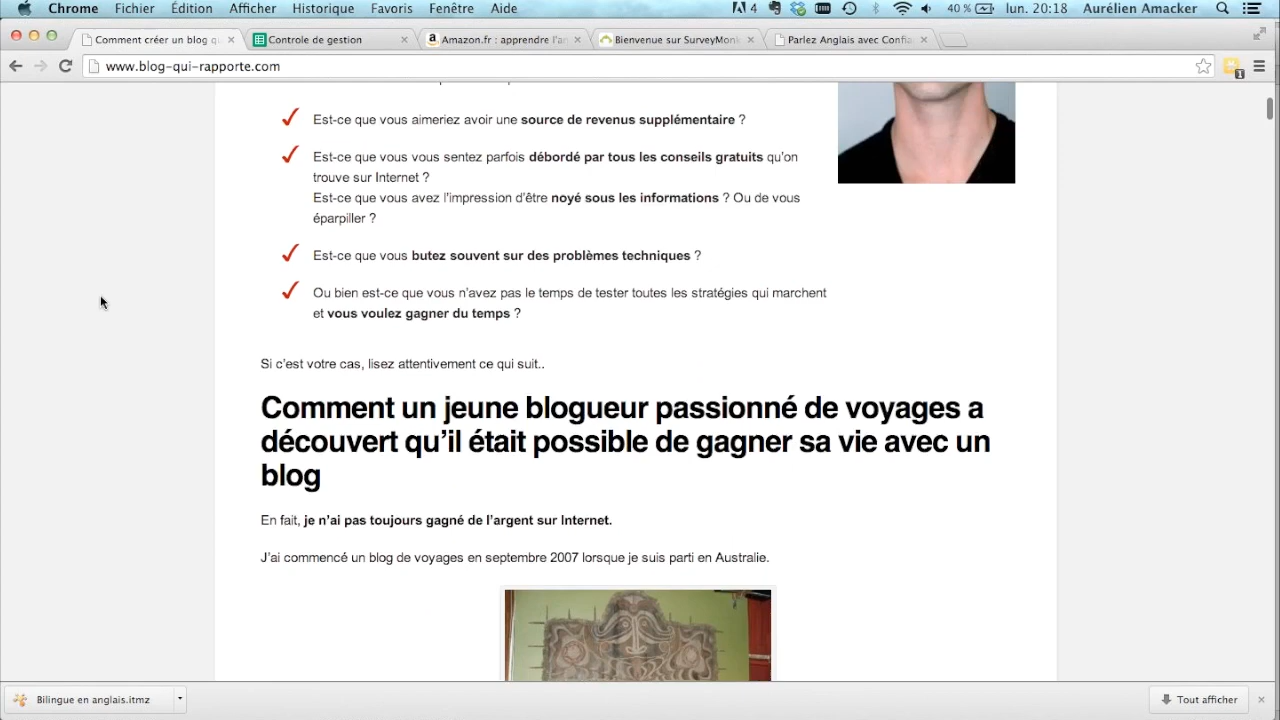 Chrome Fichier Édition Afficher Historique Favoris Fenêtre Aide 4 1 40 % lun. 20:18 Aurélien Amacker
Comment créer un blog qu Controle de gestion Amazon.fr : apprendre l'an Bienvenue sur SurveyMonk Parlez Anglais avec Confia
www.blog-qui-rapporte.com 1
Est-ce que vous aimeriez avoir une source de revenus supplémentaire ?
Est-ce que vous vous sentez parfois débordé par tous les conseils gratuits qu'on
trouve sur Internet ?
Est-ce que vous avez l'impression d'être noyé sous les informations ? Ou de vous
éparpiller ?
Est-ce que vous butez souvent sur des problèmes techniques ?
Ou bien est-ce que vous n'avez pas le temps de tester toutes les stratégies qui marchent
et vous voulez gagner du temps ?
Si c'est votre cas, lisez attentivement ce qui suit..
Comment un jeune blogueur passionné de voyages a
découvert qu'il était possible de gagner sa vie avec un
blog
En fait, je n'ai pas toujours gagné de l'argent sur Internet.
J'ai commencé un blog de voyages en septembre 2007 lorsque je suis parti en Australie.
Bilingue en anglais.itmz Tout afficher